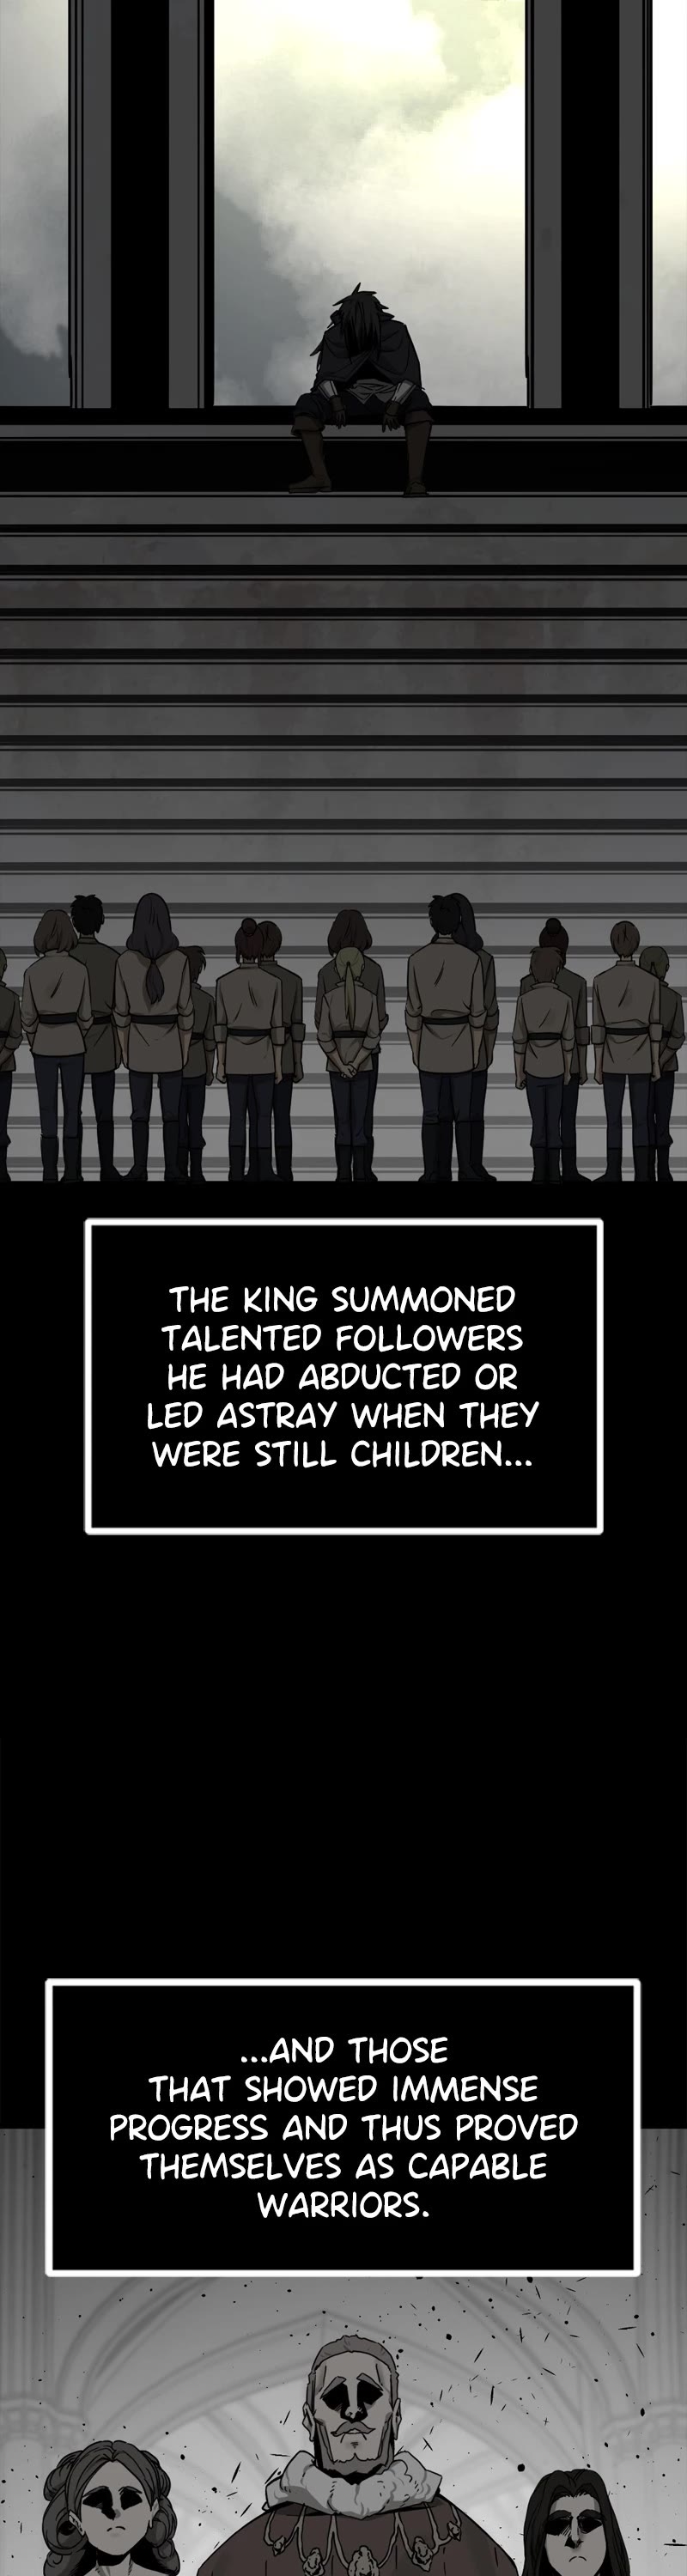 THE KING SUMMONED
TALENTED FOLLOWERS
HE HAD ABDUCTED OR
LED ASTRAY WHEN THEY
WERE STILL CHILDREN...
...AND THOSE
THAT SHOWED IMMENSE
PROGRESS AND THUS PROVED
THEMSELVES AS CAPABLE
WARRIORS.